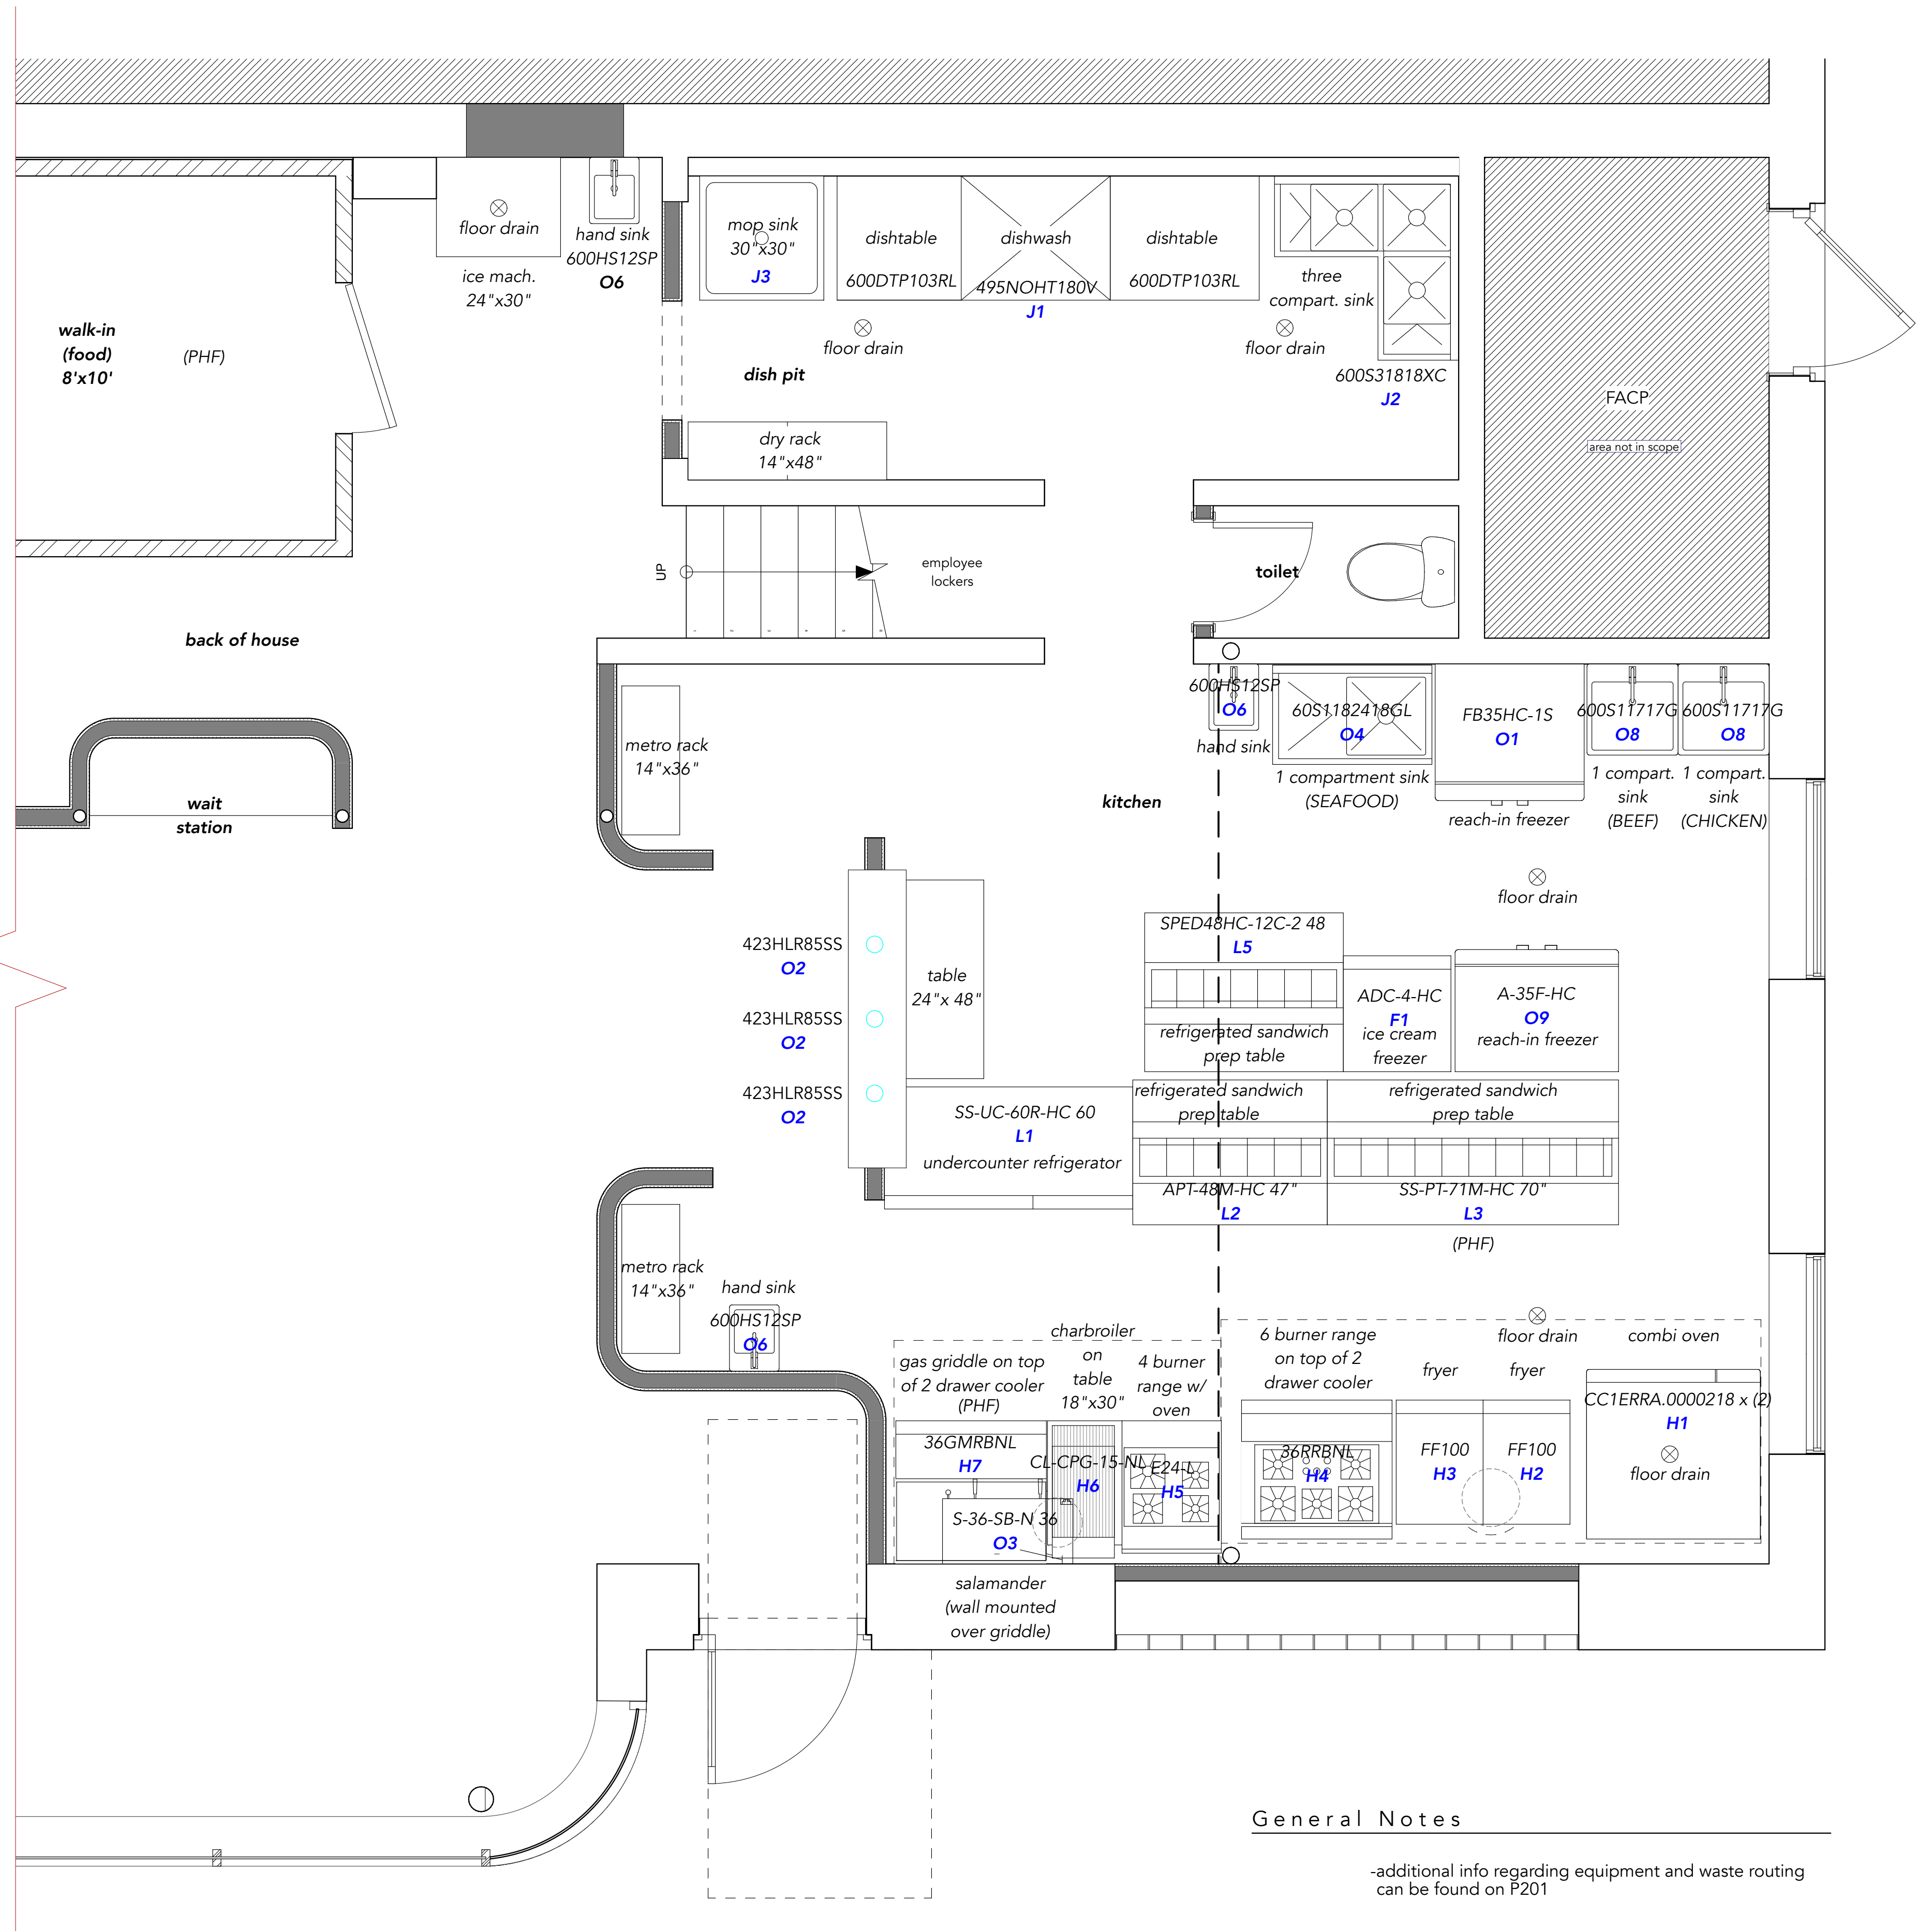 floor drain
ice mach.
24"x30"
hand sink
600HS12SP
O6
mop sink
30"x30"
J3
dishtable
600DTP103RL
dishwash
495NOHT180V
J1
dishtable
600DTP103RL
three
compart. sink
600S31818XC
J2
floor drain
floor drain
walk-in
(food)
8'x10'
(PHF)
dish pit
dry rack
14"x48"
FACP
area not in scope
UP
employee
lockers
toilet
back of house
wait
station
metro rack
14"x36"
kitchen
600HS12SP
O6
hand sink
60S1182418GL
O4
1 compartment sink
(SEAFOOD)
FB35HC-1S
O1
reach-in freezer
600S11717G
O8
1 compart.
sink
(BEEF)
600S11717G
O8
1 compart.
sink
(CHICKEN)
floor drain
423HLR85SS
O2
423HLR85SS
O2
423HLR85SS
O2
table
24"x 48"
SPED48HC-12C-2 48
L5
refrigerated sandwich
prep table
ADC-4-HC
F1
ice cream
freezer
A-35F-HC
O9
reach-in freezer
SS-UC-60R-HC 60
L1
undercounter refrigerator
refrigerated sandwich
prep table
APT-48M-HC 47"
L2
refrigerated sandwich
prep table
SS-PT-71M-HC 70"
L3
(PHF)
metro rack
14"x36"
hand sink
600HS12SP
O6
gas griddle on top
of 2 drawer cooler
(PHF)
36GMRBNL
H7
charbroiler
on
table
18"x30"
CL-CPG-15-NL
H6
4 burner
range w/
oven
E24-L
H5
S-36-SB-N 36
O3
salamander
(wall mounted
over griddle)
6 burner range
on top of 2
drawer cooler
36RRBNL
H4
fryer
FF100
H3
fryer
FF100
H2
floor drain
combi oven
CC1ERRA.0000218 x (2)
H1
floor drain
General Notes
-additional info regarding equipment and waste routing
can be found on P201